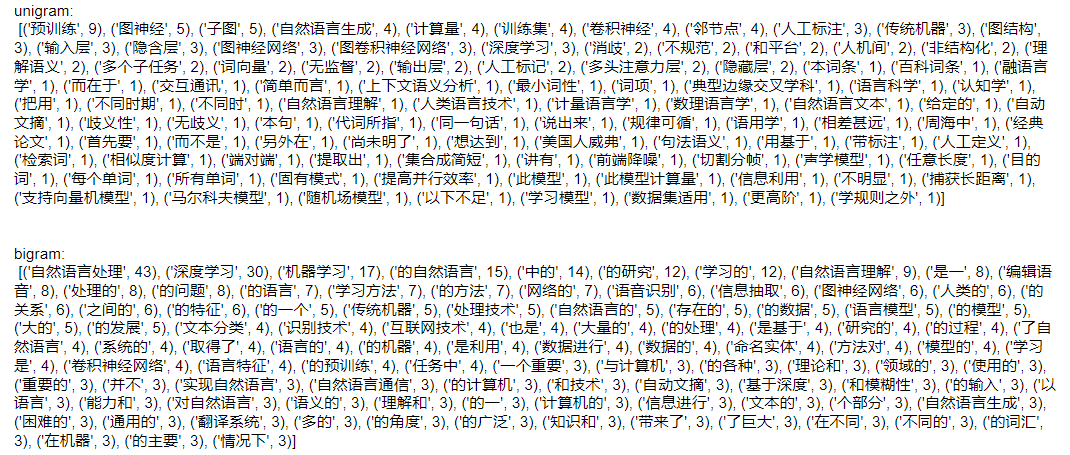 unigram:
[('预训练', 9), ('图神经', 5), ('子图', 5), ('自然语言生成', 4), ('计算量', 4), ('训练集', 4), ('卷积神经', 4), ('邻节点', 4), ('人工标注', 3), ('传统机器', 3), ('图结构',
3), ('输入层', 3), ('隐含层', 3), ('图神经网络', 3), ('图卷积神经网络', 3), ('深度学习', 3), ('消歧', 2), ('不规范', 2), ('和平台', 2), ('人机间', 2), ('非结构化', 2), ('理
解语义', 2), ('多个子任务', 2), ('词向量', 2), ('无监督', 2), ('输出层', 2), ('人工标记', 2), ('多头注意力层', 2), ('隐藏层', 2), ('本词条', 1), ('百科词条', 1), ('融语言
学', 1), ('而在于', 1), ('交互通讯', 1), ('简单而言', 1), ('上下文语义分析', 1), ('最小词性', 1), ('词项', 1), ('典型边缘交叉学科', 1), ('语言科学', 1), ('认知学', 1),
('把用', 1), ('不同时期', 1), ('不同时', 1), ('自然语言理解', 1), ('人类语言技术', 1), ('计量语言学', 1), ('数理语言学', 1), ('自然语言文本', 1), ('给定的', 1), ('自动
文摘', 1), ('歧义性', 1), ('无歧义', 1), ('本句', 1), ('代词所指', 1), ('同一句话', 1), ('说出来', 1), ('规律可循', 1), ('语用学', 1), ('相差甚远', 1), ('周海中', 1), ('经典
论文', 1), ('首先要', 1), ('而不是', 1), ('另外在', 1), ('尚未明了', 1), ('想达到', 1), ('美国人威弗', 1), ('句法语义', 1), ('用基于', 1), ('带标注', 1), ('人工定义', 1),
('检索词', 1), ('相似度计算', 1), ('端对端', 1), ('提取出', 1), ('集合成简短', 1), ('讲有', 1), ('前端降噪', 1), ('切割分帧', 1), ('声学模型', 1), ('任意长度', 1), ('目的
词', 1), ('每个单词', 1), ('所有单词', 1), ('固有模式', 1), ('提高并行效率', 1), ('此模型', 1), ('此模型计算量', 1), ('信息利用', 1), ('不明显', 1), ('捕获长距离', 1),
('支持向量机模型', 1), ('马尔科夫模型', 1), ('随机场模型', 1), ('以下不足', 1), ('学习模型', 1), ('数据集适用', 1), ('更高阶', 1), ('学规则之外', 1)]
bigram:
[('自然语言处理', 43), ('深度学习', 30), ('机器学习', 17), ('的自然语言', 15), ('中的', 14), ('的研究', 12), ('学习的', 12), ('自然语言理解', 9), ('是一', 8), ('编辑语
音', 8), ('处理的', 8), ('的问题', 8), ('的语言', 7), ('学习方法', 7), ('的方法', 7), ('网络的', 7), ('语音识别', 6), ('信息抽取', 6), ('图神经网络', 6), ('人类的', 6), ('的
关系', 6), ('之间的', 6), ('的特征', 6), ('的一个', 5), ('传统机器', 5), ('处理技术', 5), ('自然语言的', 5), ('存在的', 5), ('的数据', 5), ('语言模型', 5), ('的模型', 5),
('大的', 5), ('的发展', 5), ('文本分类', 4), ('识别技术', 4), ('互联网技术', 4), ('也是', 4), ('大量的', 4), ('的处理', 4), ('是基于', 4), ('研究的', 4), ('的过程', 4), ('了自
然语言', 4), ('系统的', 4), ('取得了', 4), ('语言的', 4), ('的机器', 4), ('是利用', 4), ('数据进行', 4), ('数据的', 4), ('命名实体', 4), ('方法对', 4), ('模型的', 4), ('学习
是', 4), ('卷积神经网络', 4), ('语言特征', 4), ('的预训练', 4), ('任务中', 4), ('一个重要', 3), ('与计算机', 3), ('的各种', 3), ('理论和', 3), ('领域的', 3), ('使用的', 3),
('重要的', 3), ('并不', 3), ('实现自然语言', 3), ('自然语言通信', 3), ('的计算机', 3), ('和技术', 3), ('自动文摘', 3), ('基于深度', 3), ('和模糊性', 3), ('的输入', 3), ('以
语言', 3), ('能力和', 3), ('对自然语言', 3), ('语义的', 3), ('理解和', 3), ('的一', 3), ('计算机的', 3), ('信息进行', 3), ('文本的', 3), ('个部分', 3), ('自然语言生成', 3),
('困难的', 3), ('通用的', 3), ('翻译系统', 3), ('多的', 3), ('的角度', 3), ('的广泛', 3), ('知识和', 3), ('带来了', 3), ('了巨大', 3), ('在不同', 3), ('不同的', 3), ('的词汇',
3), ('在机器', 3), ('的主要', 3), ('情况下', 3)]